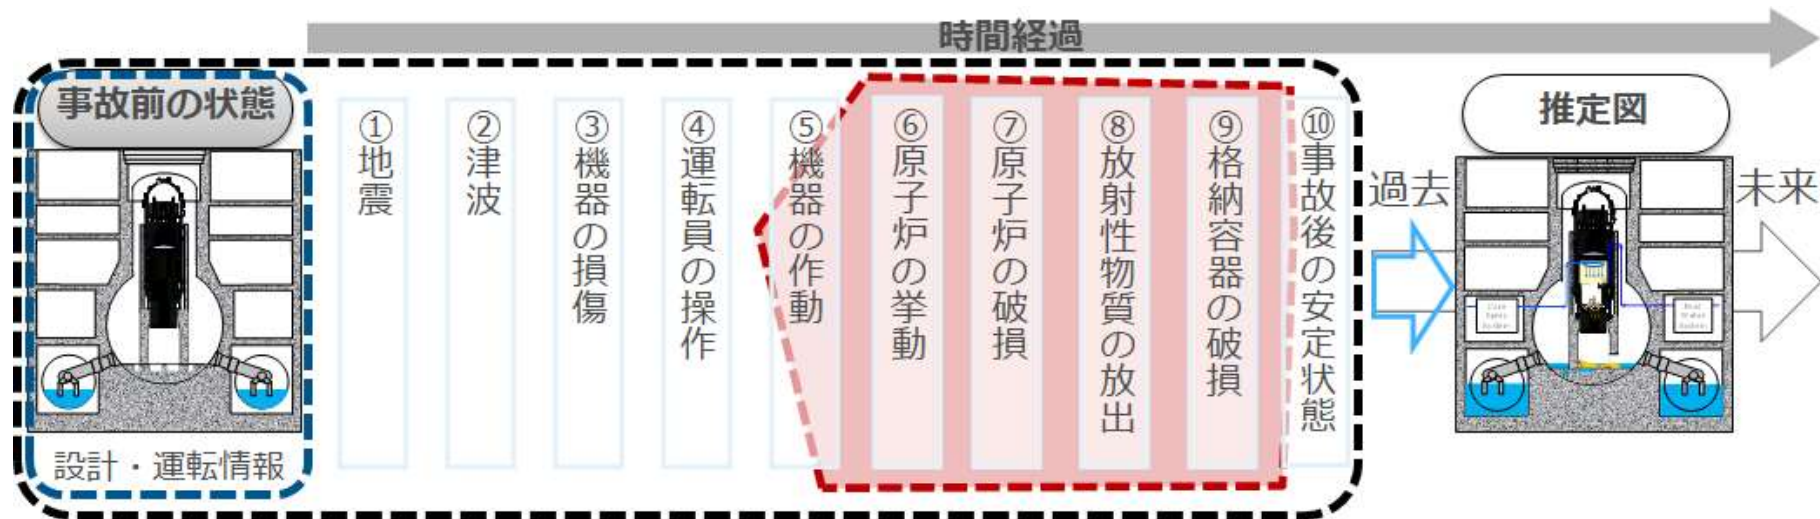 時間経過
事故前の状態
設計・運転情報
①地震
②津波
③機器の損傷
④運転員の操作
⑤機器の作動
⑥原子炉の挙動
⑦原子炉の破損
⑧放射性物質の放出
⑨格納容器の破損
⑩事故後の安定状態
過去
推定図
未来